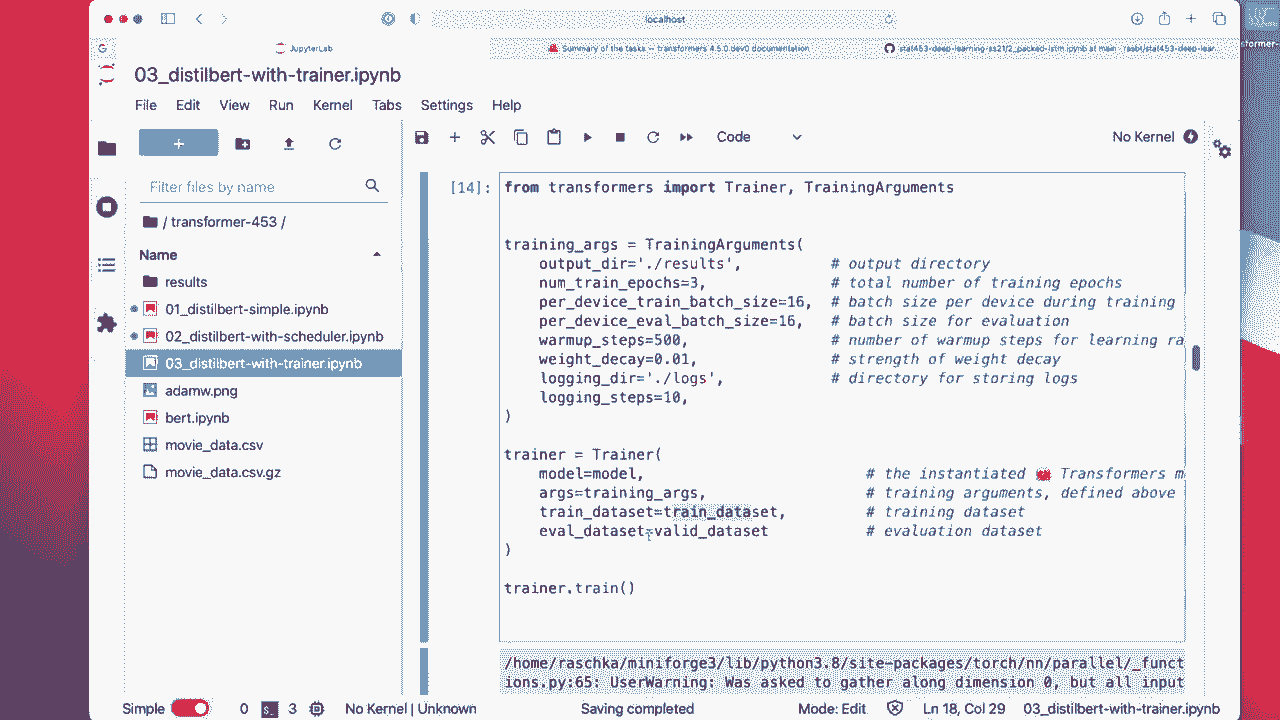 localhost
JupyterLab
Summary of the tasks — transformers 4.5.0.dev0 documentation
stat453-deep-learning-ss21/2_packed-lstm.ipynb at main · rasbt/stat453-deep-lear...
former-
03_distilbert-with-trainer.ipynb
File Edit View Run Kernel Tabs Settings Help
+
Code
No Kernel
Filter files by name
/ transformer-453 /
Name
results
01_distilbert-simple.ipynb
02_distilbert-with-scheduler.ipynb
03_distilbert-with-trainer.ipynb
adamw.png
bert.ipynb
movie_data.csv
movie_data.csv.gz
[14]: from transformers import Trainer, TrainingArguments
training_args = TrainingArguments(
output_dir='./results', # output directory
num_train_epochs=3, # total number of training epochs
per_device_train_batch_size=16, # batch size per device during training
per_device_eval_batch_size=16, # batch size for evaluation
warmup_steps=500, # number of warmup steps for learning ra
weight_decay=0.01, # strength of weight decay
logging_dir='./logs', # directory for storing logs
logging_steps=10,
)
trainer = Trainer(
model=model, # the instantiated 🤗 Transformers m
args=training_args, # training arguments, defined above
train_dataset=train_dataset, # training dataset
eval_dataset=valid_dataset # evaluation dataset
)
trainer.train()
/home/raschka/miniforge3/lib/python3.8/site-packages/torch/nn/parallel/_funct
ions.py:65: UserWarning: Was asked to gather along dimension 0, but all input
Simple 0 3 No Kernel | Unknown Saving completed Mode: Edit Ln 18, Col 29 03_distilbert-with-trainer.ipynb